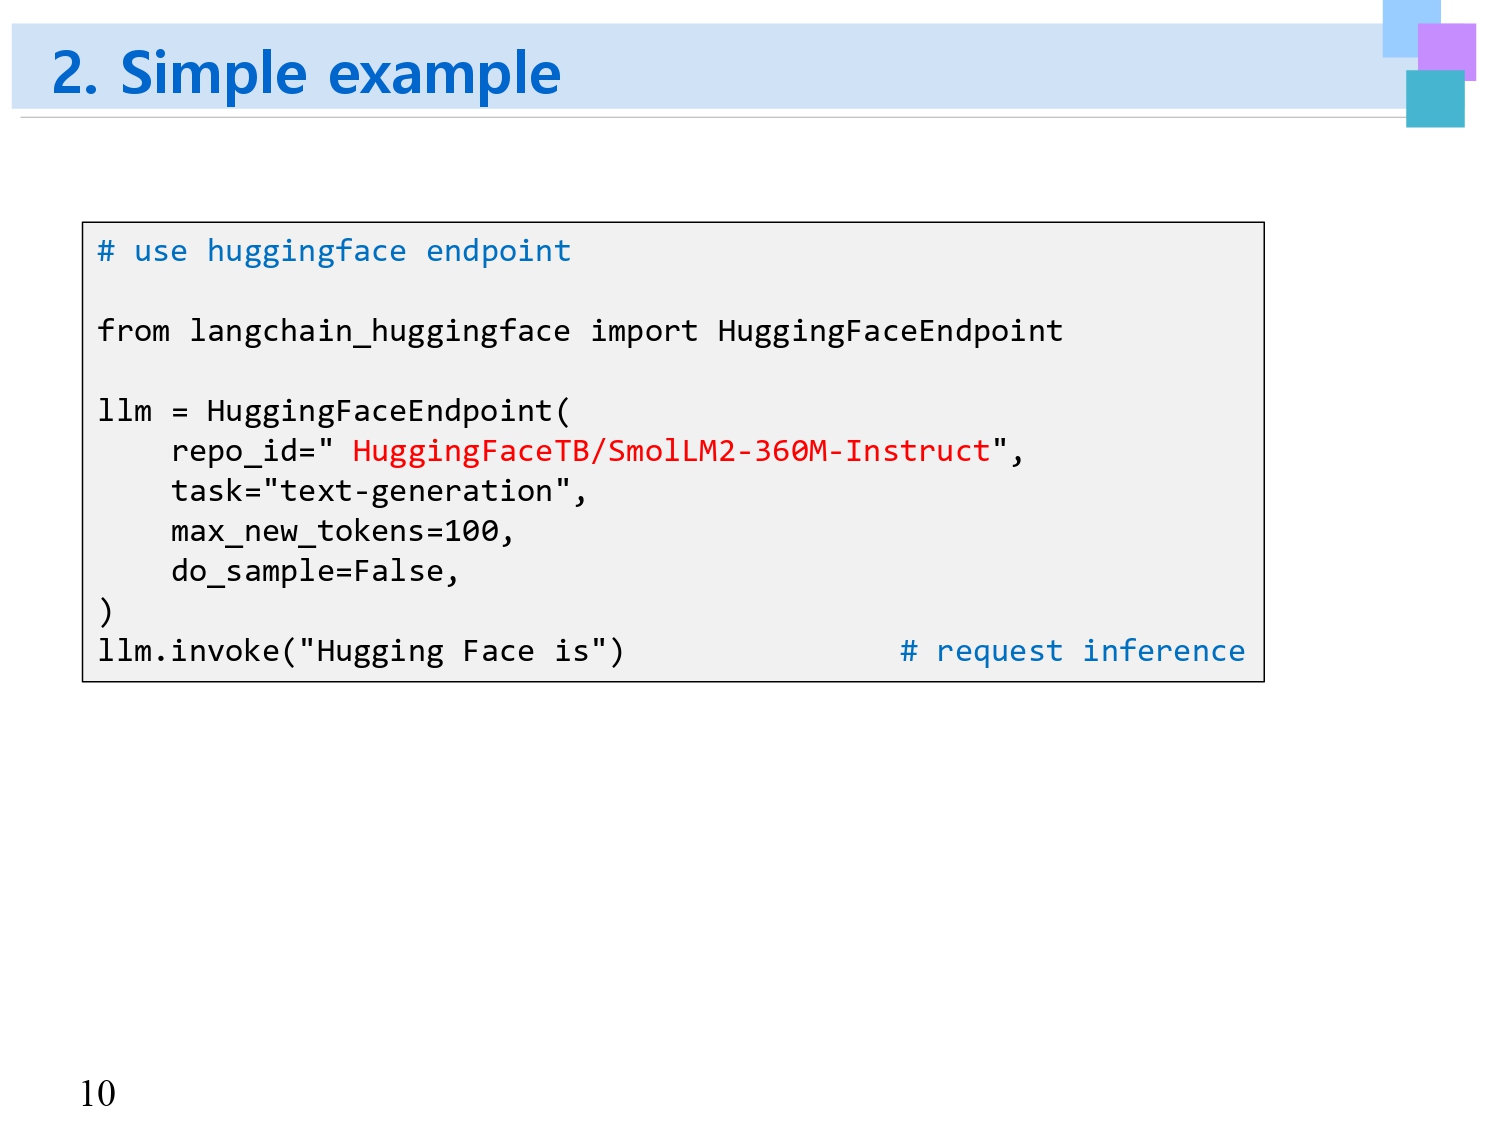 2. Simple example
# use huggingface endpoint
from langchain_huggingface import HuggingFaceEndpoint
llm = HuggingFaceEndpoint(
    repo_id=" HuggingFaceTB/SmolLM2-360M-Instruct",
    task="text-generation",
    max_new_tokens=100,
    do_sample=False,
)
llm.invoke("Hugging Face is")               # request inference
10